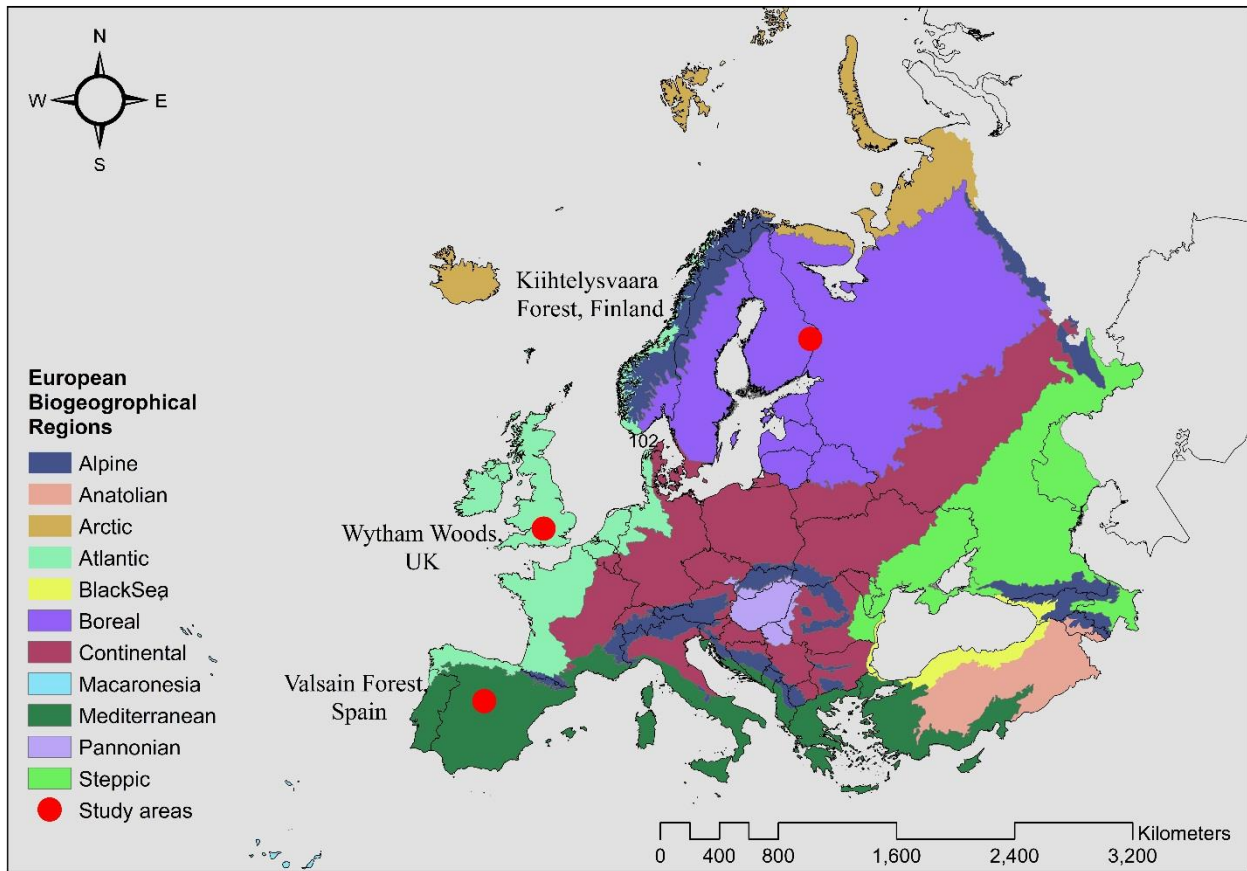 N
W E
S
Kiihtelysvaara
Forest, Finland
European
Biogeographical
Regions
Alpine
Anatolian
Arctic
Atlantic
BlackSea
Boreal
Continental
Macaronesia
Mediterranean
Pannonian
Steppic
Study areas
102
Wytham Woods,
UK
Valsain Forest,
Spain
Kilometers
0 400 800 1,600 2,400 3,200